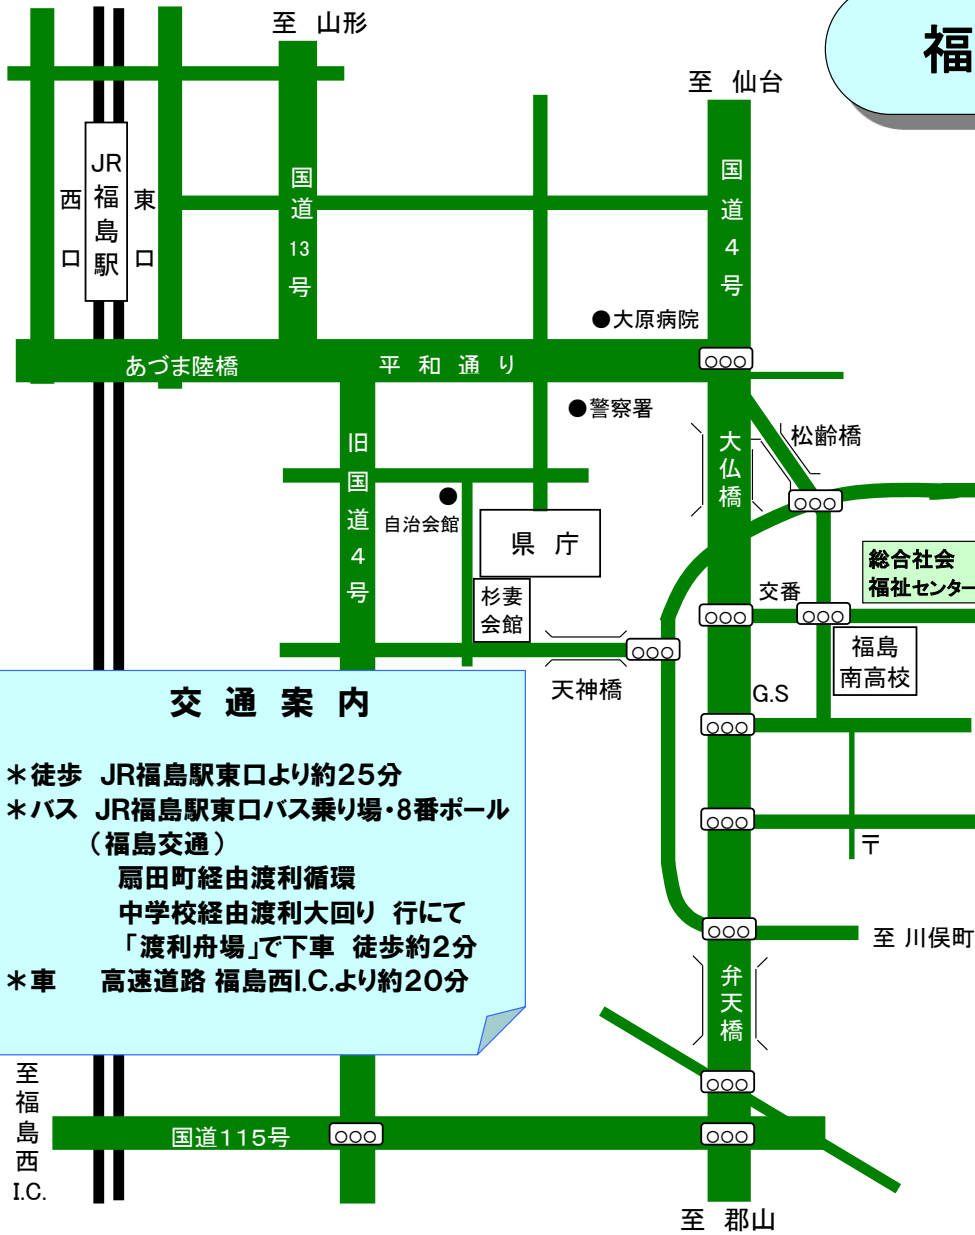 至 山形
福
至 仙台
JR福島駅
西口
東口
国道13号
国道4号
●大原病院
あづま陸橋
平和通り
●警察署
旧国道4号
大仏橋
松齢橋
自治会館
県庁
総合社会
福祉センター
杉妻
会館
交番
福島
南高校
天神橋
G.S
交通案内
＊徒歩 JR福島駅東口より約25分
＊バス JR福島駅東口バス乗り場・8番ポール
（福島交通）
扇田町経由渡利循環
中学校経由渡利大回り 行にて
「渡利舟場」で下車 徒歩約2分
＊車 高速道路 福島西I.C.より約20分
〒
至 川俣町
弁天橋
至福島西I.C.
国道115号
至 郡山